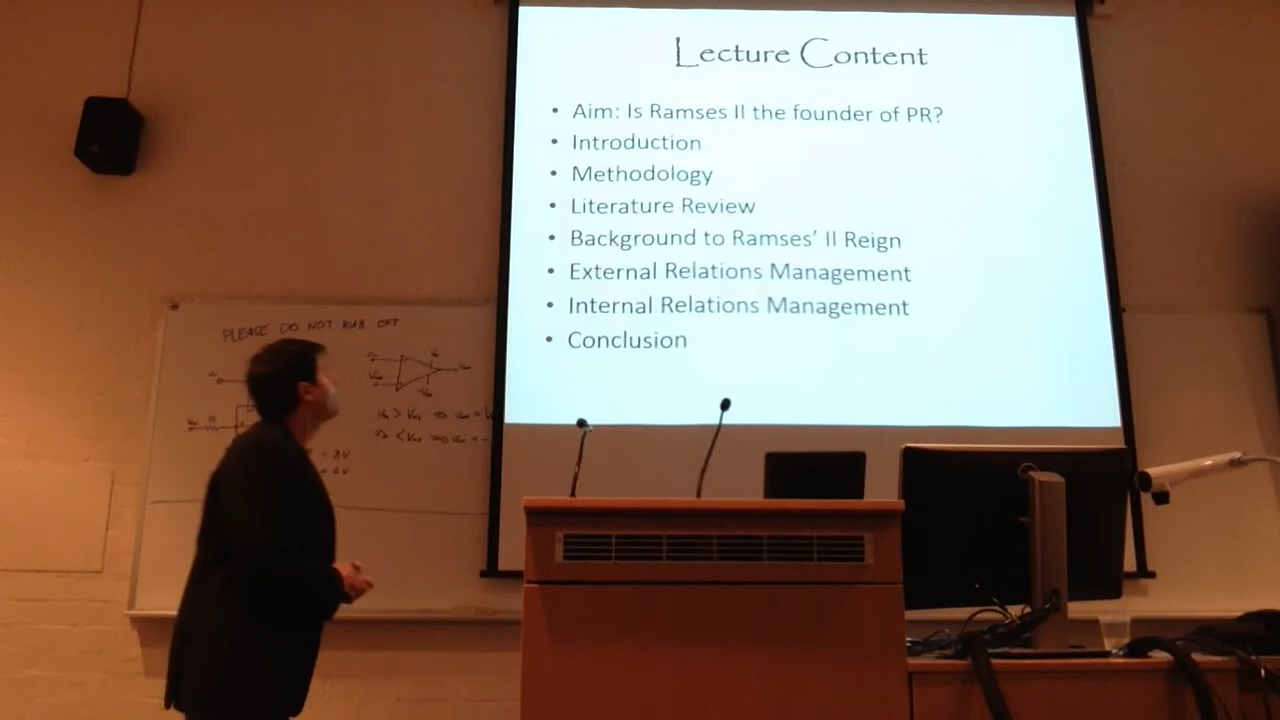 Lecture Content
• Aim: Is Ramses II the founder of PR?
• Introduction
• Methodology
• Literature Review
• Background to Ramses’ II Reign
• External Relations Management
• Internal Relations Management
• Conclusion
PLEASE DO NOT RUB OFF